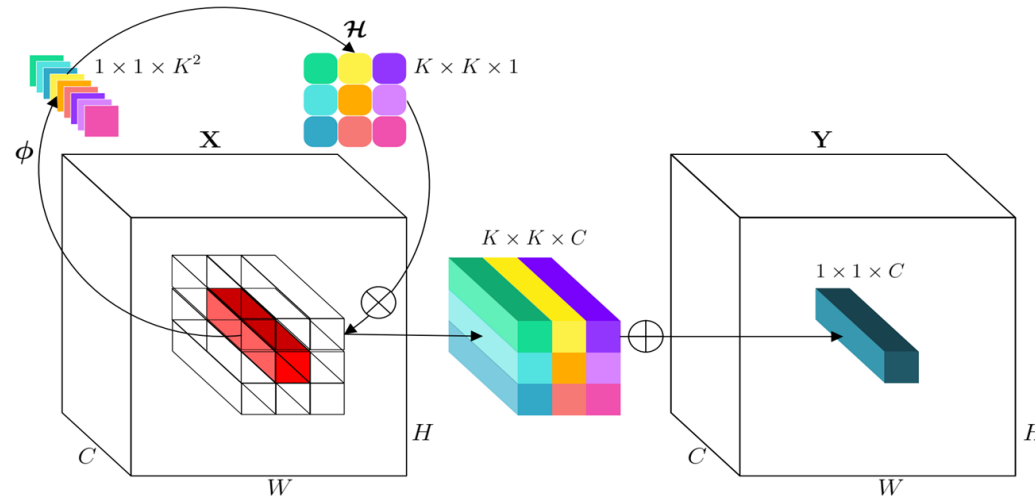 𝓗
1 × 1 × K²
K × K × 1
ϕ
X
Y
K × K × C
1 × 1 × C
H
H
C
C
W
W